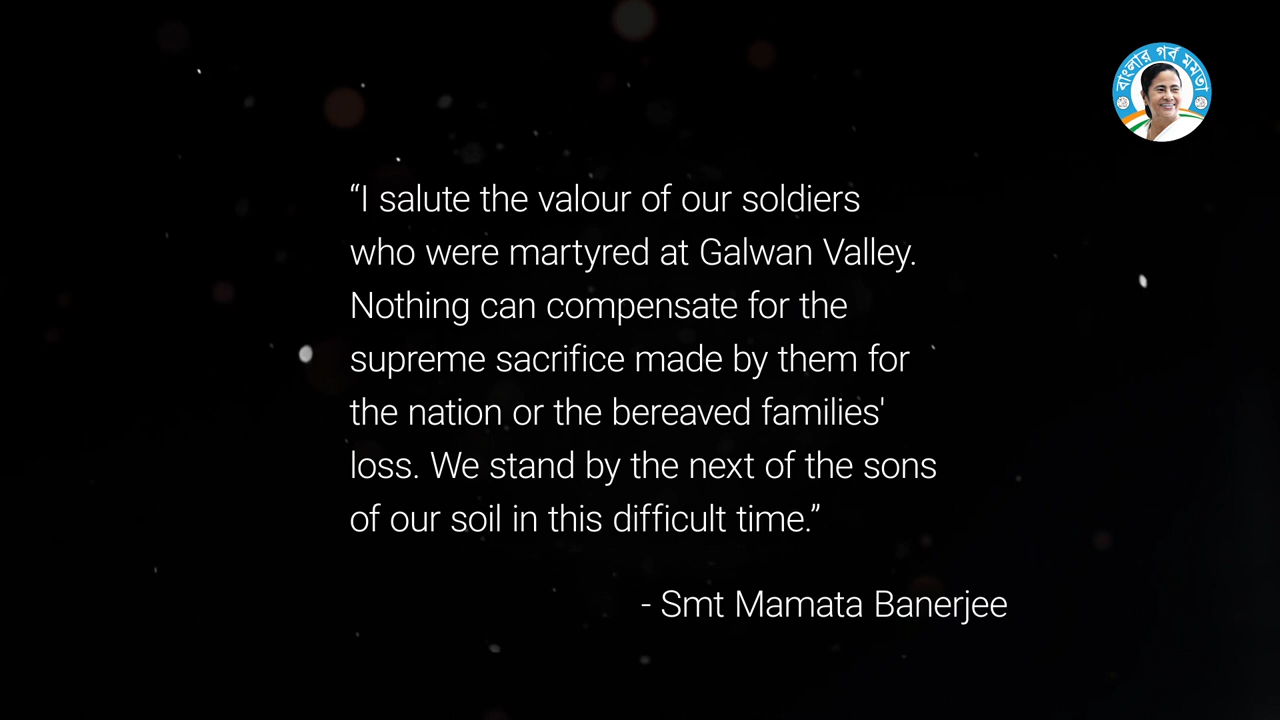 বাংলার গর্ব মমতা
“I salute the valour of our soldiers
who were martyred at Galwan Valley.
Nothing can compensate for the
supreme sacrifice made by them for
the nation or the bereaved families'
loss. We stand by the next of the sons
of our soil in this difficult time.”
- Smt Mamata Banerjee